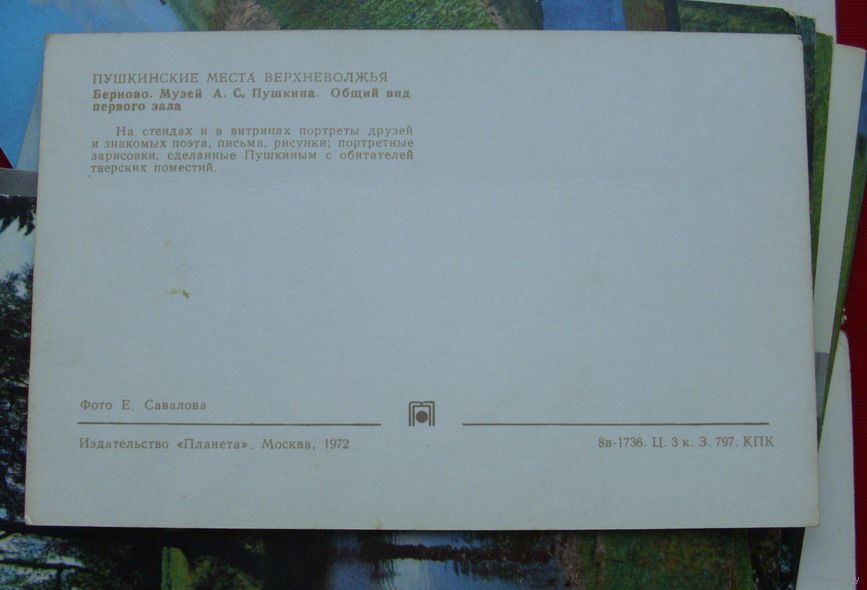 ПУШКИНСКИЕ МЕСТА ВЕРХНЕВОЛЖЬЯ
Берново. Музей А. С. Пушкина. Общий вид
первого зала
На стендах и в витринах портреты друзей
и знакомых поэта, письма, рисунки; портретные
зарисовки, сделанные Пушкиным с обитателей
тверских поместий.
Фото Е. Савалова
Издательство «Планета». Москва, 1972
8в-1736. Ц. 3 к. З. 797. КПК